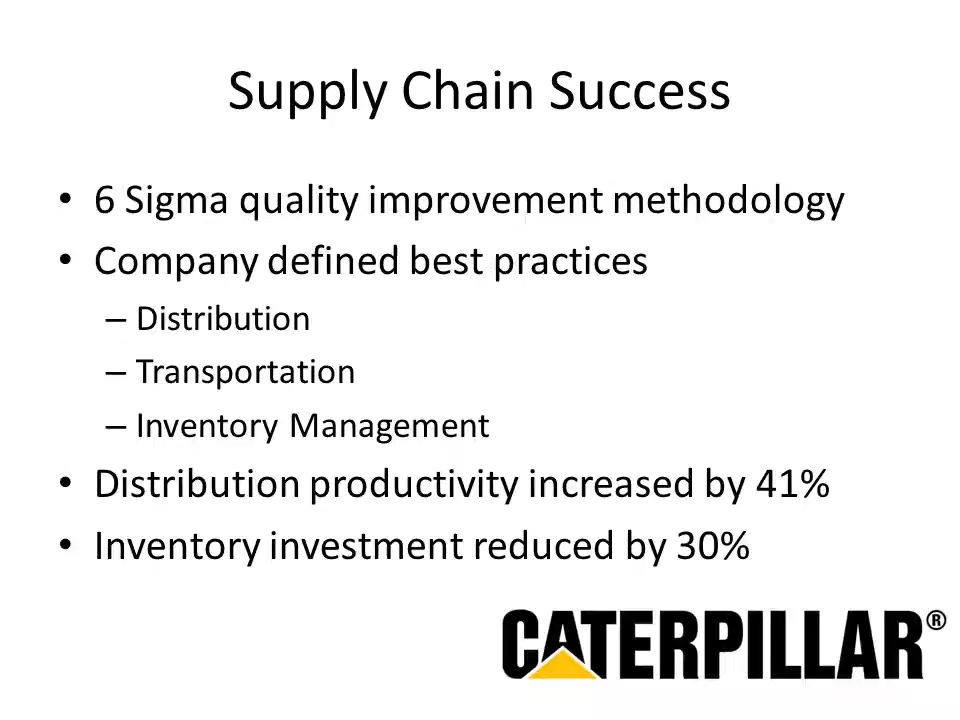 Supply Chain Success
• 6 Sigma quality improvement methodology
• Company defined best practices
– Distribution
– Transportation
– Inventory Management
• Distribution productivity increased by 41%
• Inventory investment reduced by 30%
CATERPILLAR®